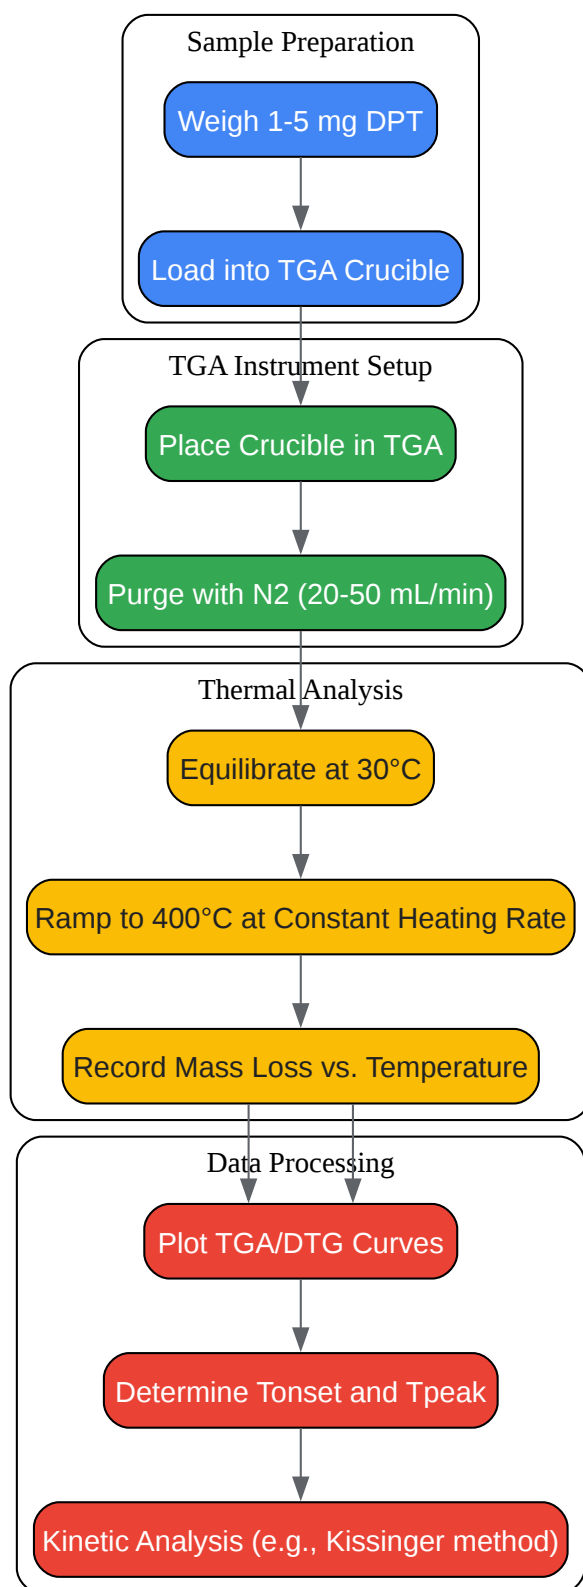 Sample Preparation
Weigh 1-5 mg DPT
Load into TGA Crucible
TGA Instrument Setup
Place Crucible in TGA
Purge with N2 (20-50 mL/min)
Thermal Analysis
Equilibrate at 30°C
Ramp to 400°C at Constant Heating Rate
Record Mass Loss vs. Temperature
Data Processing
Plot TGA/DTG Curves
Determine Tonset and Tpeak
Kinetic Analysis (e.g., Kissinger method)